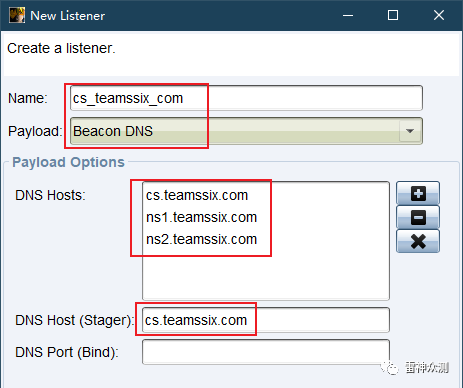 New Listener
Create a listener.
Name: cs_teamssix_com
Payload: Beacon DNS
Payload Options
DNS Hosts: cs.teamssix.com
ns1.teamssix.com
ns2.teamssix.com
DNS Host (Stager): cs.teamssix.com
DNS Port (Bind):
雷神众测